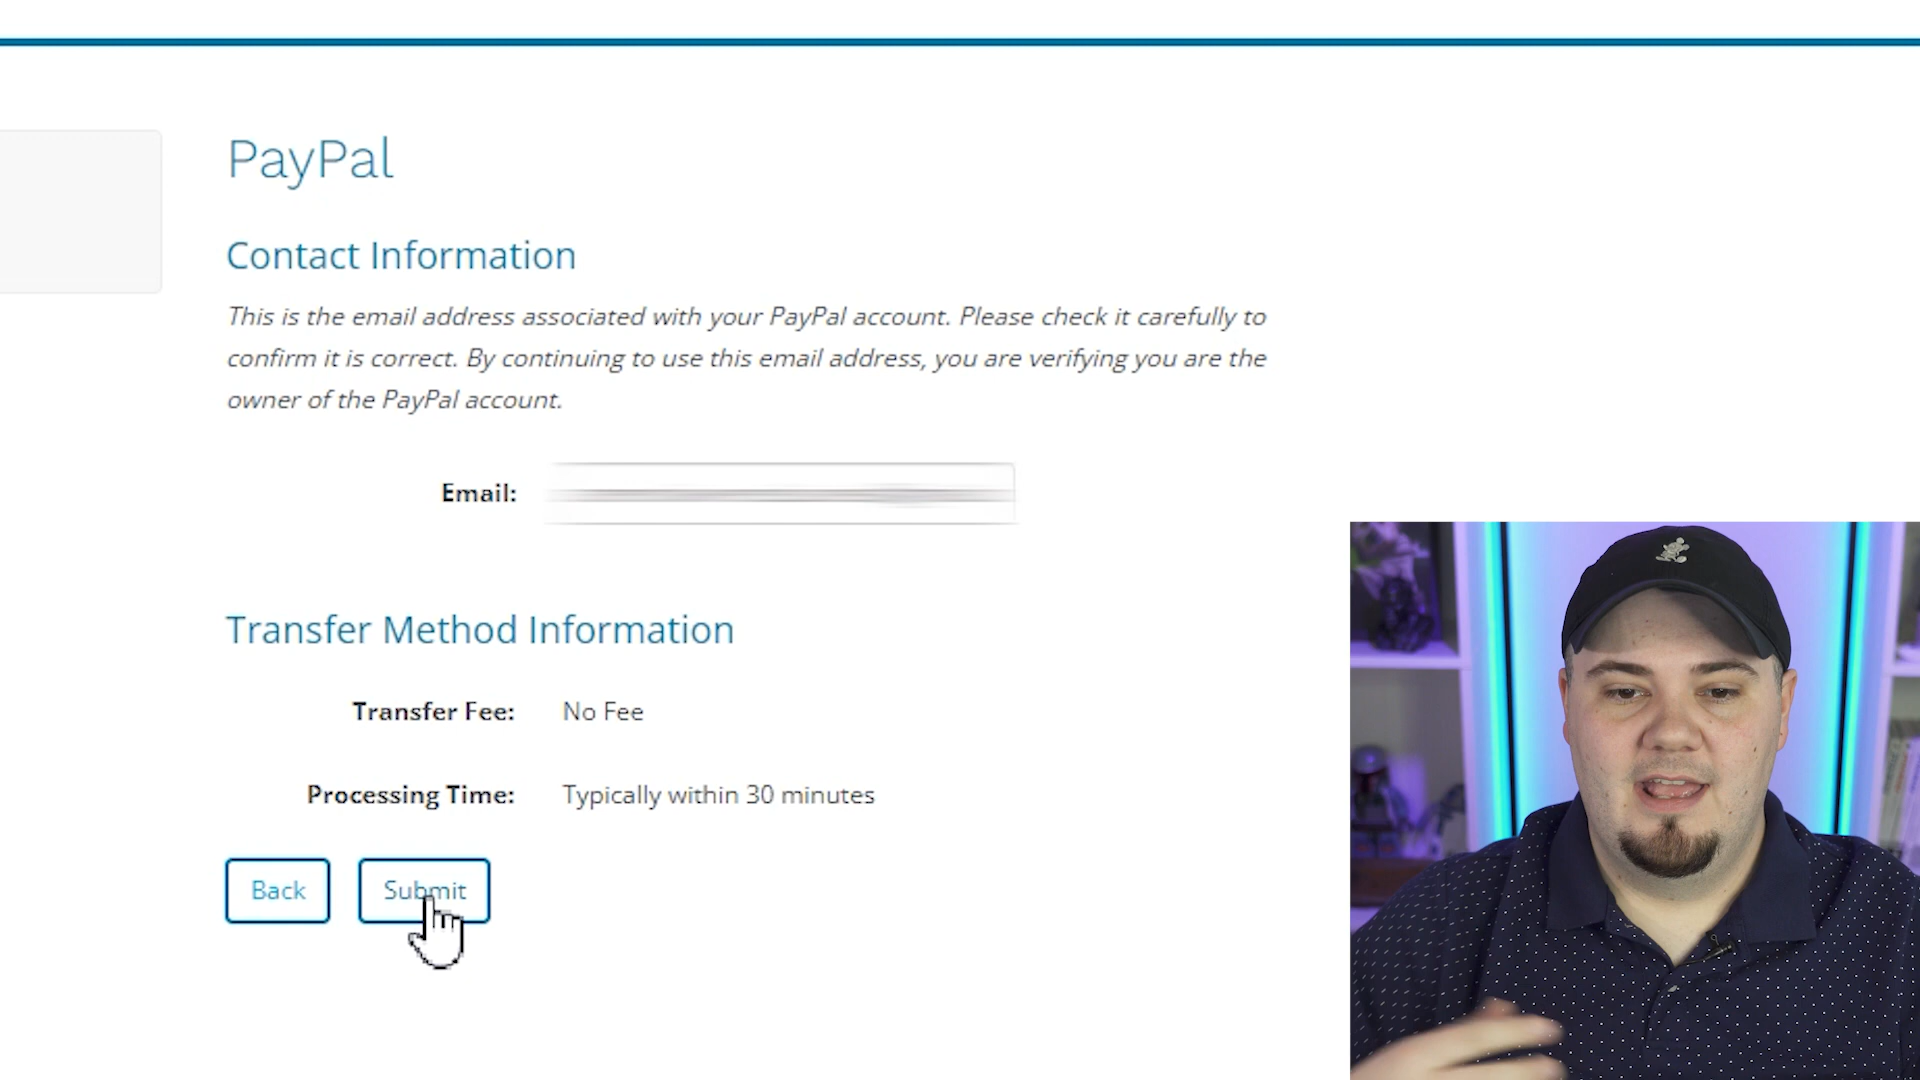 PayPal
Contact Information
This is the email address associated with your PayPal account. Please check it carefully to
confirm it is correct. By continuing to use this email address, you are verifying you are the
owner of the PayPal account.
Email:
Transfer Method Information
Transfer Fee: No Fee
Processing Time: Typically within 30 minutes
Back Submit